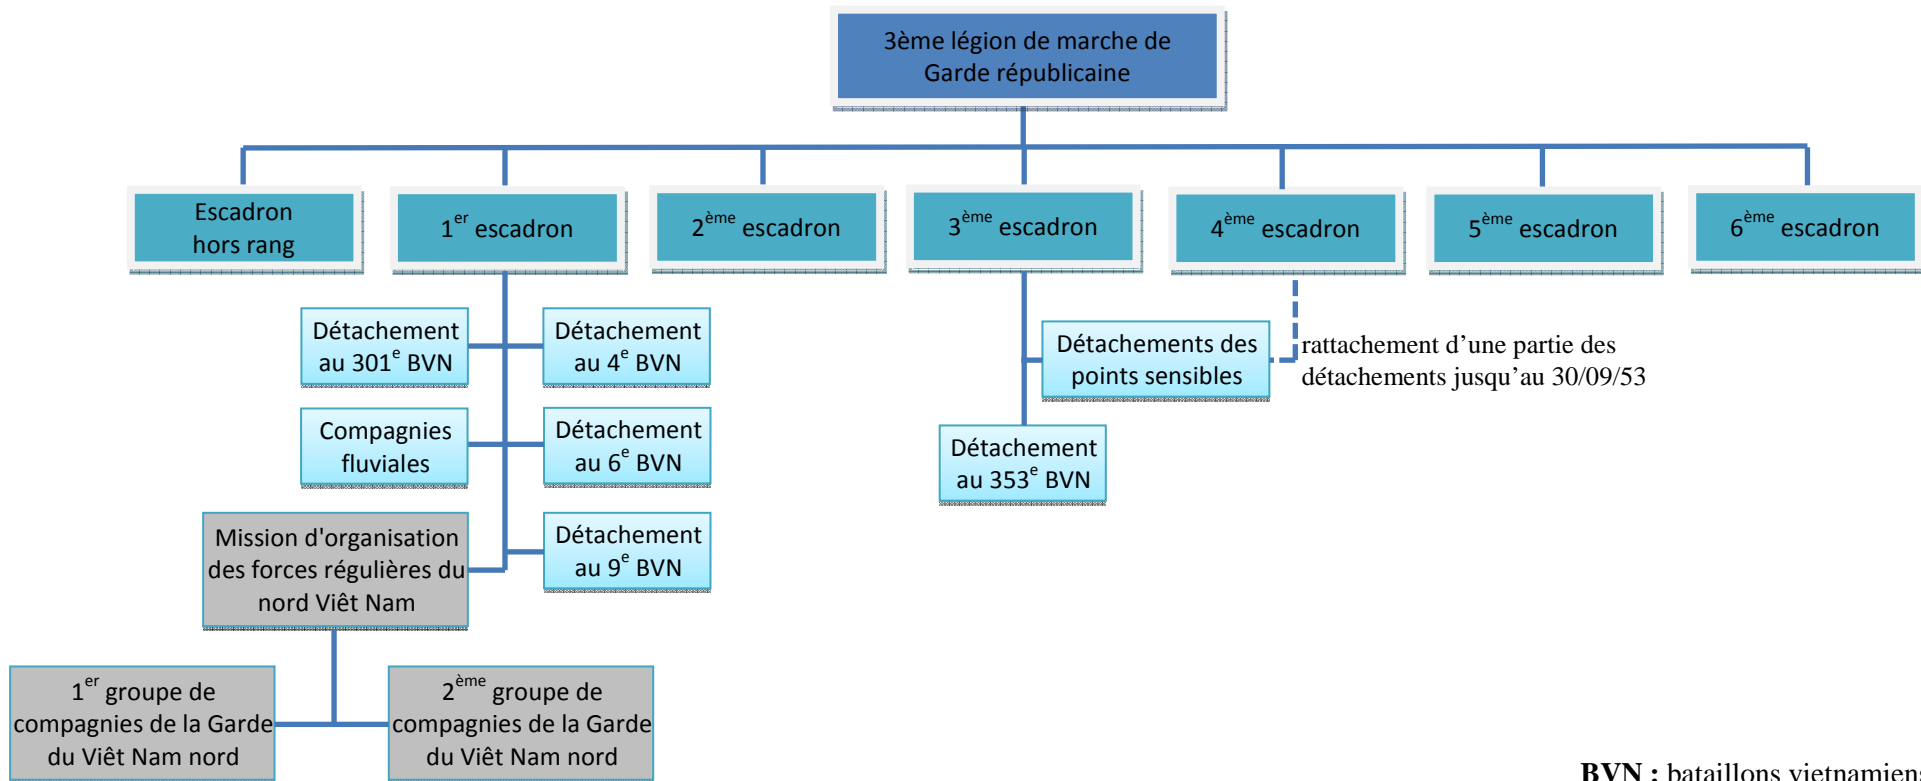 3ème légion de marche de
Garde républicaine
Escadron
hors rang
1er escadron
2ème escadron
3ème escadron
4ème escadron
5ème escadron
6ème escadron
Détachement
au 301e BVN
Détachement
au 4e BVN
Compagnies
fluviales
Détachement
au 6e BVN
Mission d'organisation
des forces régulières du
nord Viêt Nam
Détachement
au 9e BVN
1er groupe de
compagnies de la Garde
du Viêt Nam nord
2ème groupe de
compagnies de la Garde
du Viêt Nam nord
Détachements des
points sensibles
rattachement d’une partie des
détachements jusqu’au 30/09/53
Détachement
au 353e BVN
BVN : bataillons vietnamiens